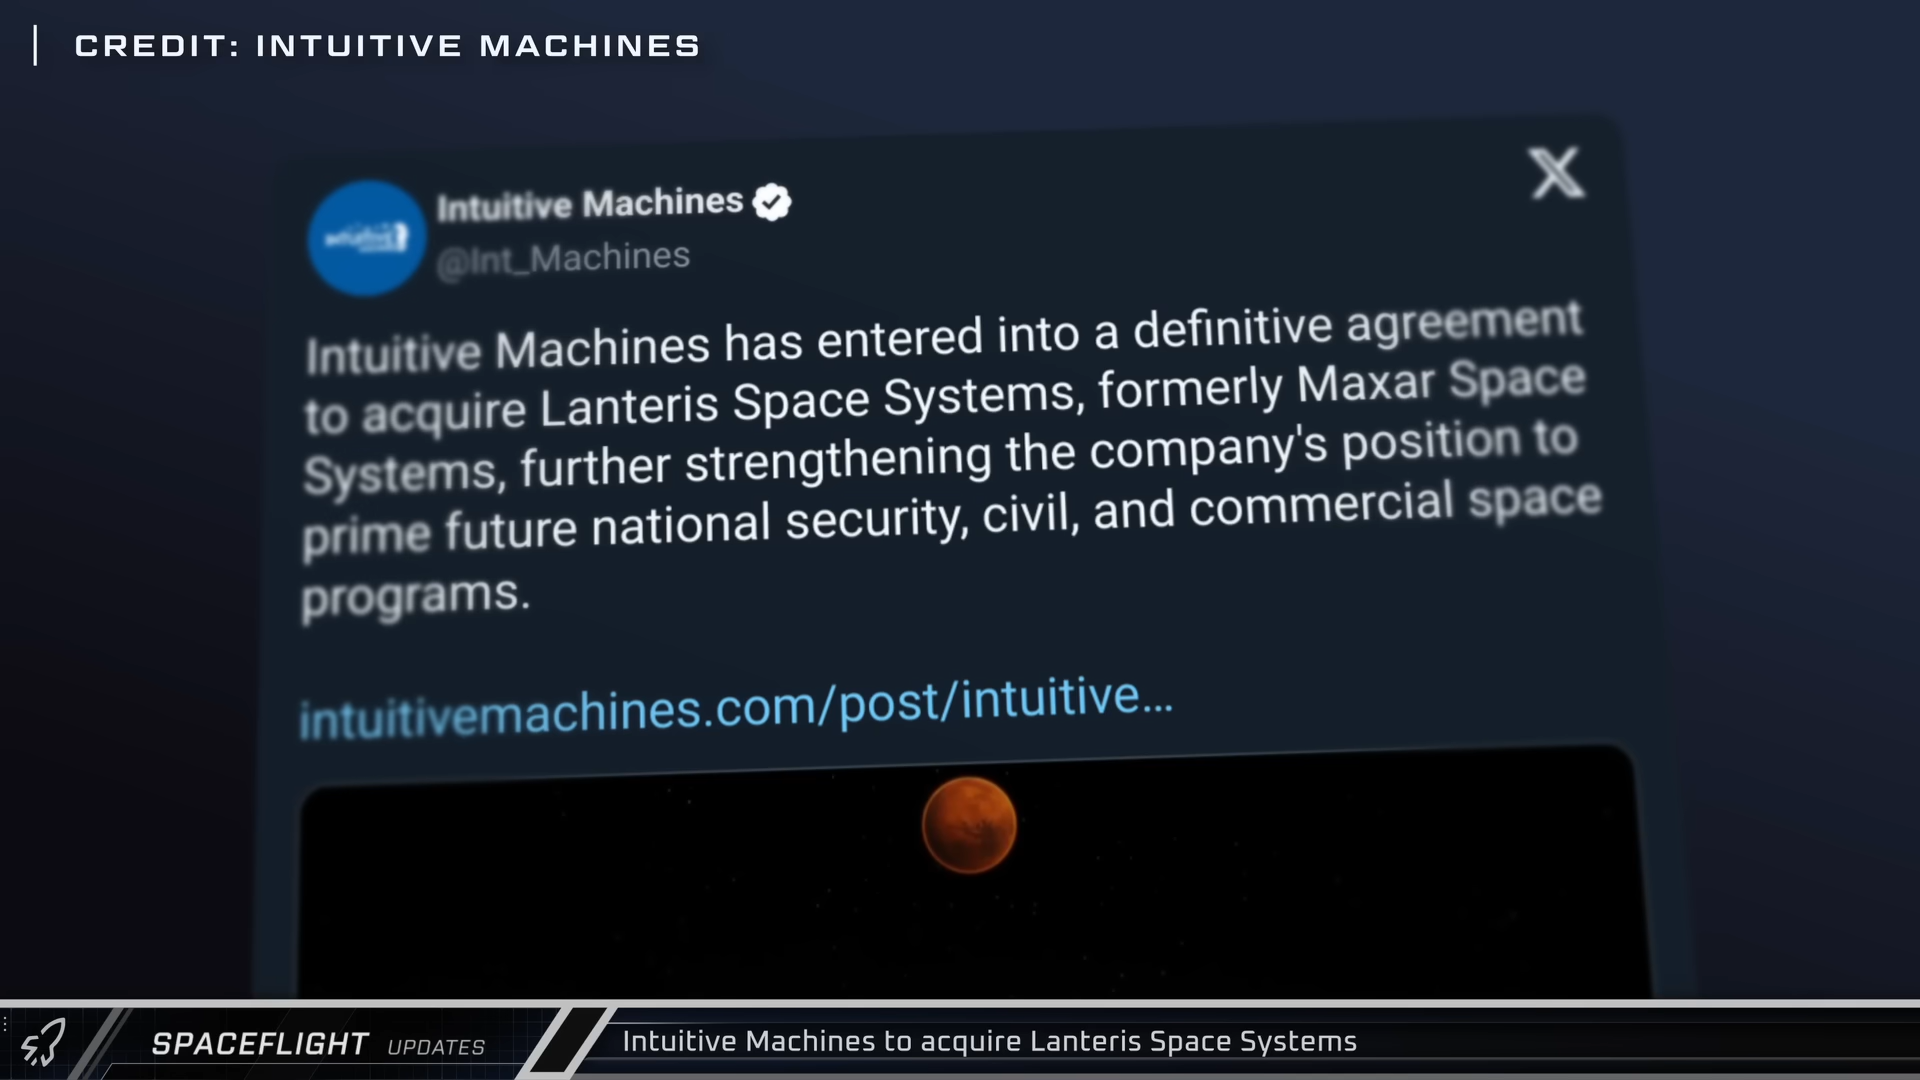 CREDIT: INTUITIVE MACHINES
Intuitive Machines
@Int_Machines
Intuitive Machines has entered into a definitive agreement
to acquire Lanteris Space Systems, formerly Maxar Space
Systems, further strengthening the company's position to
prime future national security, civil, and commercial space
programs.
intuitivemachines.com/post/intuitive…
SPACEFLIGHT UPDATES
Intuitive Machines to acquire Lanteris Space Systems